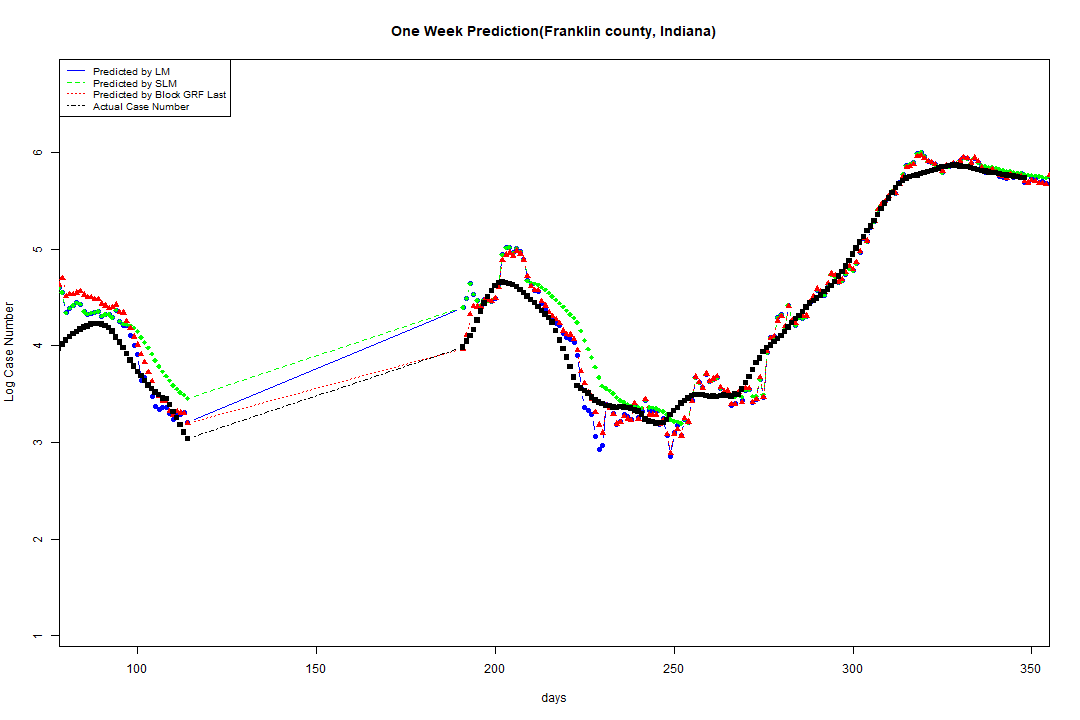 One Week Prediction(Franklin county, Indiana)
Predicted by LM
Predicted by SLM
Predicted by Block GRF Last
Actual Case Number
Log Case Number
6
5
4
3
2
1
100 150 200 250 300 350
days